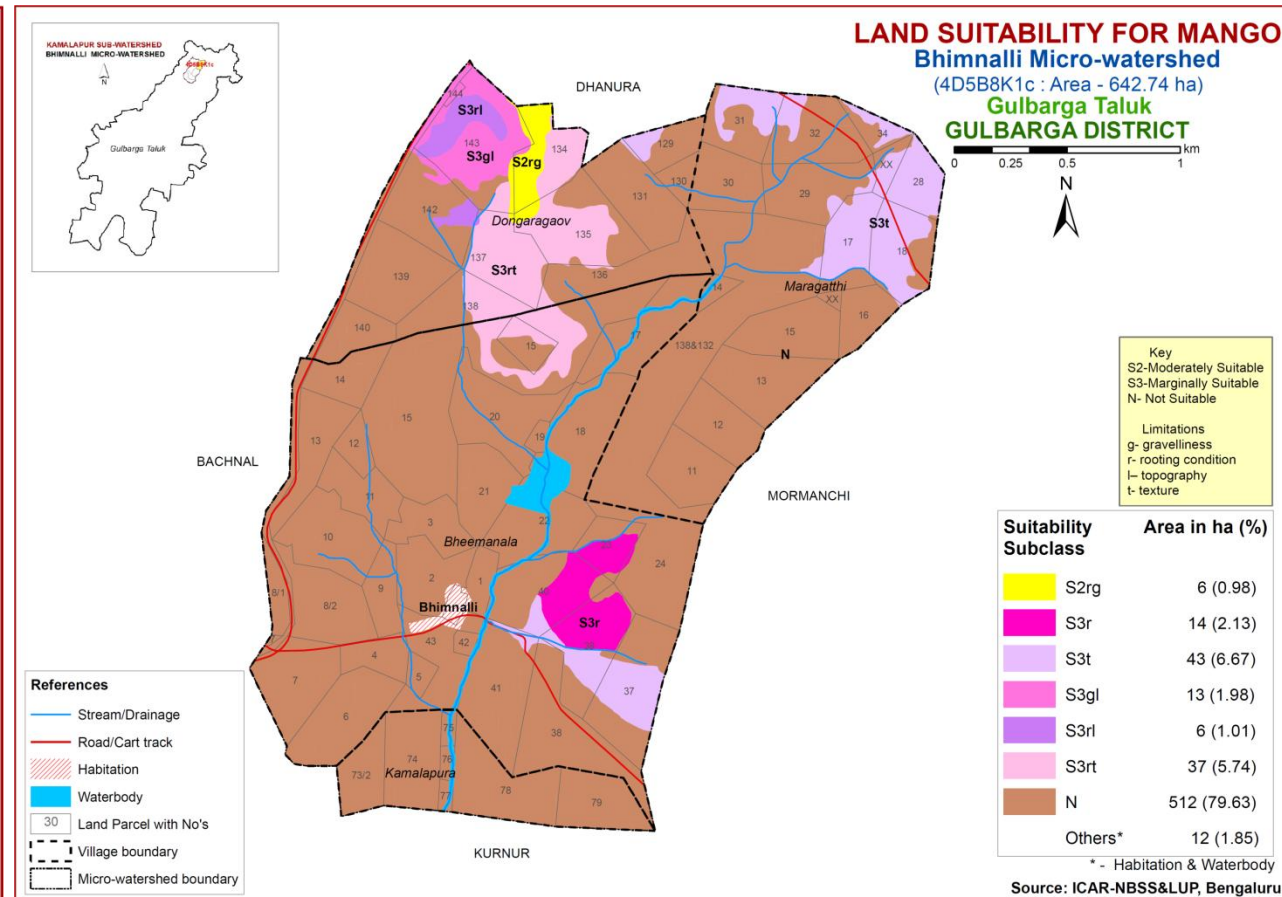 LAND SUITABILITY FOR MANGO
Bhimnalli Micro-watershed
(4D5B8K1c : Area - 642.74 ha)
Gulbarga Taluk
GULBARGA DISTRICT
0 0.25 0.5 1 km
N
KAMALAPUR SUB-WATERSHED
BHIMNALLI MICRO-WATERSHED
4D5B8K1c
N
Gulbarga Taluk
DHANURA
144
S3rl
143
S3gl
S2rg
134
129
130
131
31
32
34
XX
28
30
29
142
Dongaragaov
135
S3t
17
18
137
S3rt
136
139
138
14
Maragatthi
XX
16
140
15
17
138&132
15
N
14
13
15
20
12
13
12
19
18
11
BACHNAL
11
21
MORMANCHI
3
22
10
Bheemanala
24
2
1
40
9
8/1
8/2
Bhimnalli
S3r
43
42
4
5
7
41
37
6
38
75
74
76
Kamalapura
73/2
77
78
79
KURNUR
Key
S2-Moderately Suitable
S3-Marginally Suitable
N- Not Suitable
Limitations
g- gravelliness
r- rooting condition
l– topography
t- texture
Suitability Subclass Area in ha (%)
S2rg 6 (0.98)
S3r 14 (2.13)
S3t 43 (6.67)
S3gl 13 (1.98)
S3rl 6 (1.01)
S3rt 37 (5.74)
N 512 (79.63)
Others* 12 (1.85)
* - Habitation & Waterbody
Source: ICAR-NBSS&LUP, Bengaluru
References
Stream/Drainage
Road/Cart track
Habitation
Waterbody
30 Land Parcel with No's
Village boundary
Micro-watershed boundary